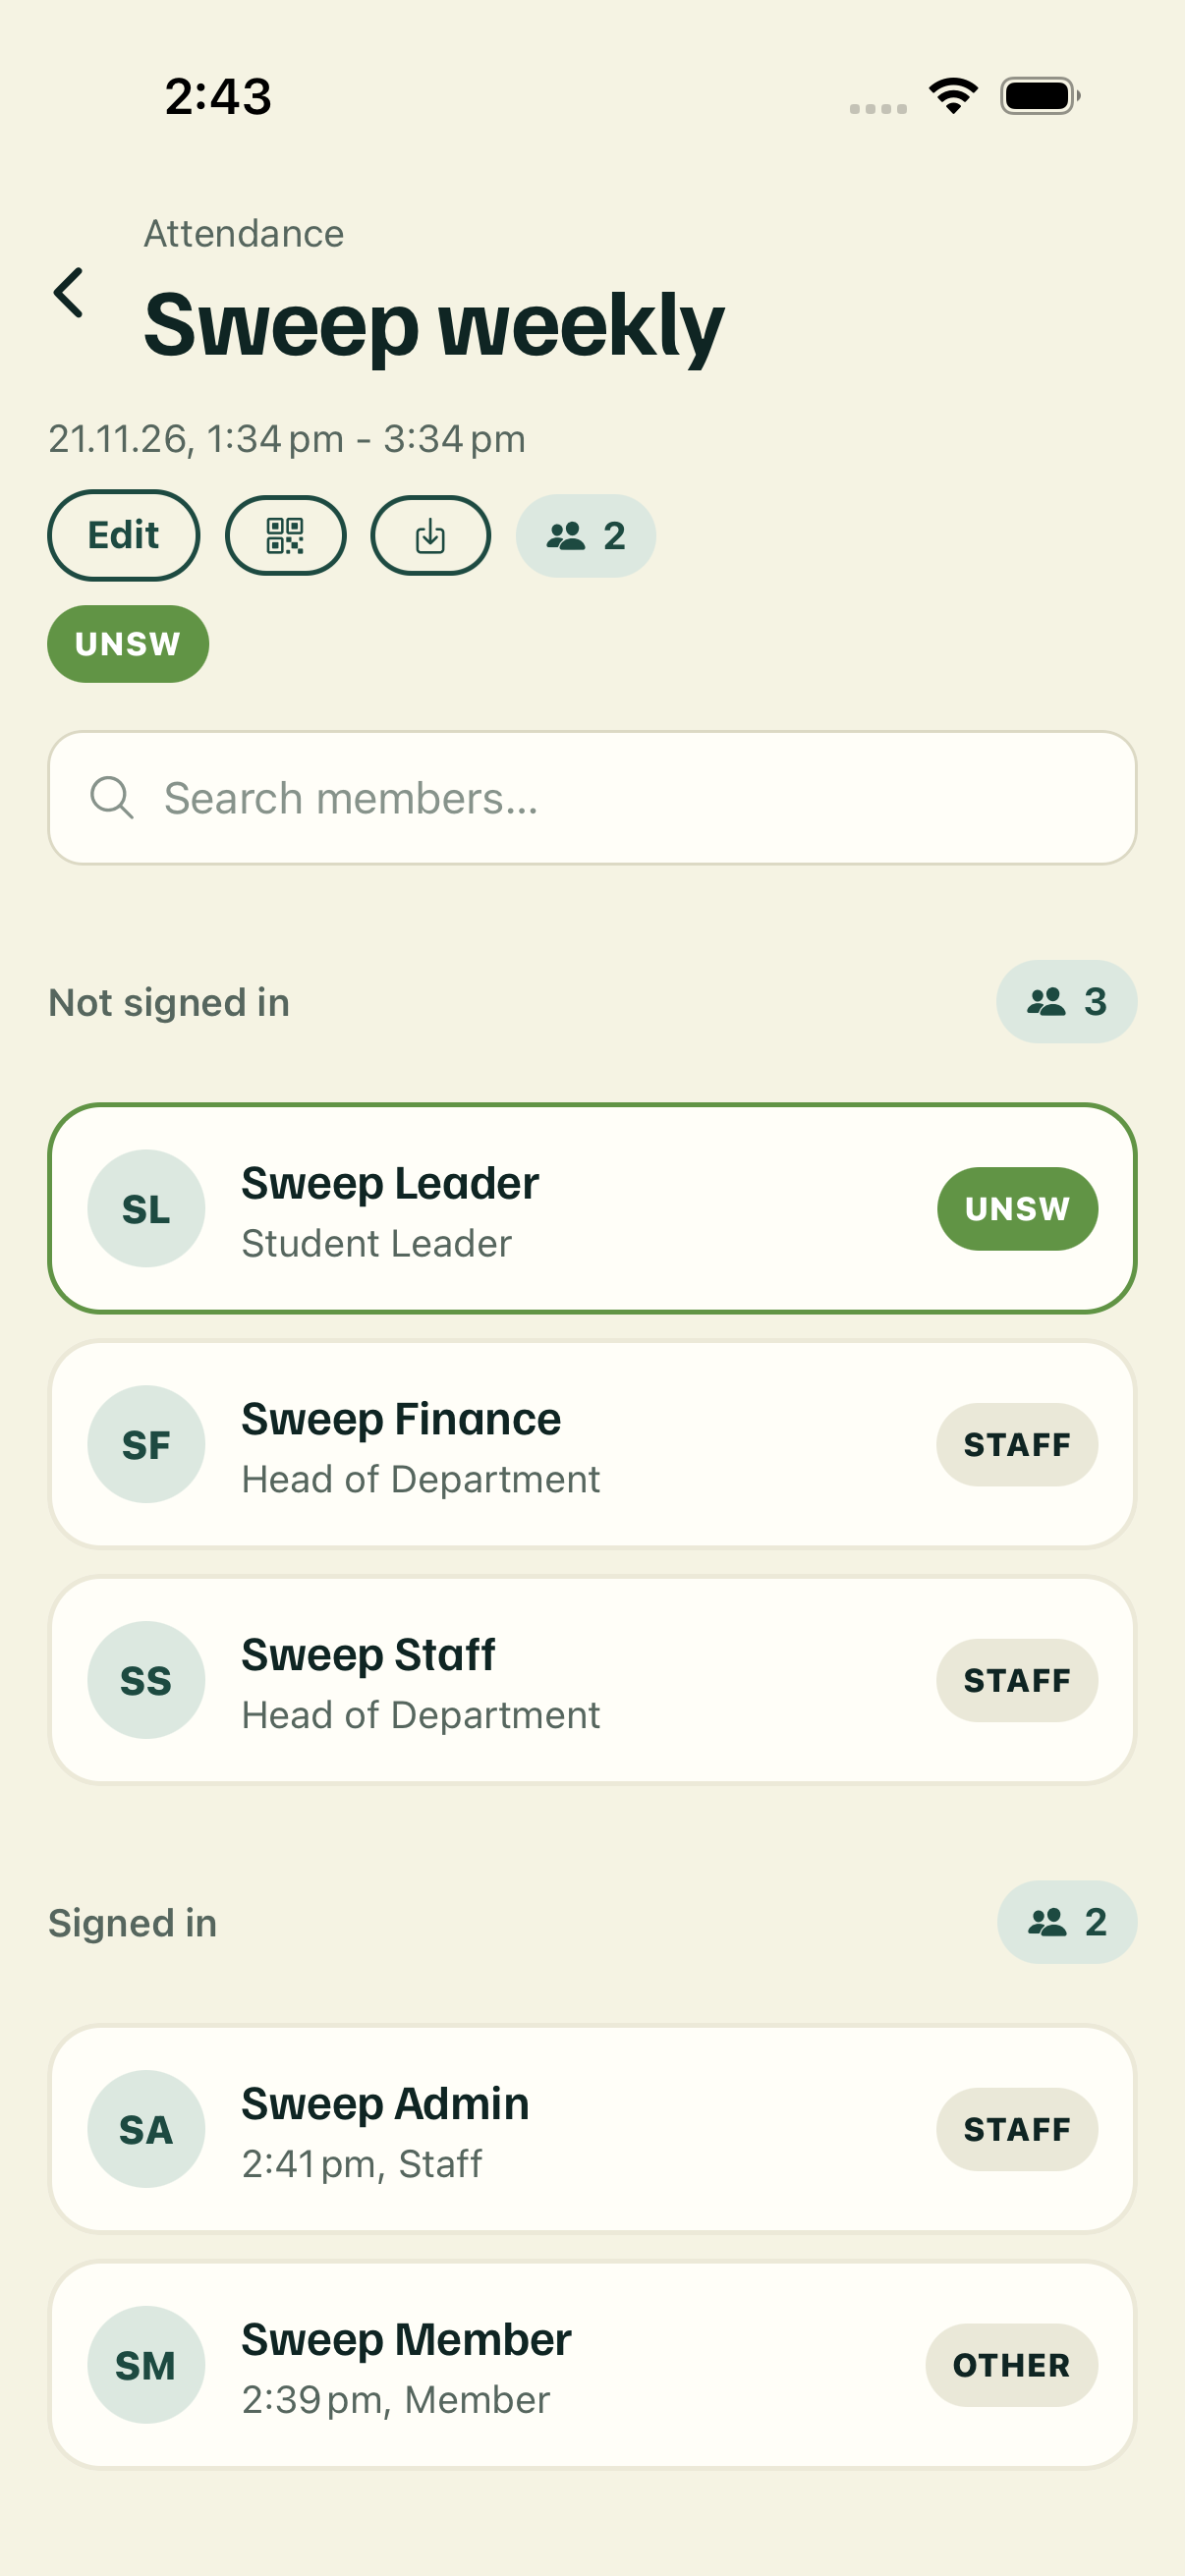 2:43
Attendance
Sweep weekly
21.11.26, 1:34 pm - 3:34 pm
Edit
2
UNSW
Search members...
Not signed in
3
SL
Sweep Leader
Student Leader
UNSW
SF
Sweep Finance
Head of Department
STAFF
SS
Sweep Staff
Head of Department
STAFF
Signed in
2
SA
Sweep Admin
2:41 pm, Staff
STAFF
SM
Sweep Member
2:39 pm, Member
OTHER